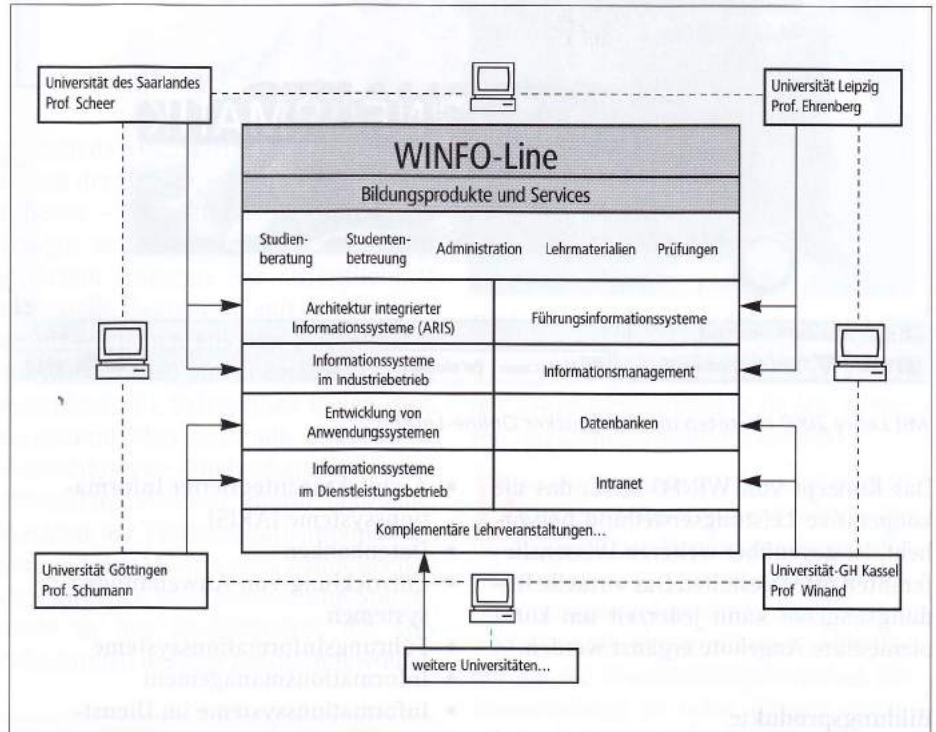 Universität des Saarlandes
Prof. Scheer
Universität Leipzig
Prof. Ehrenberg
WINFO-Line
Bildungsprodukte und Services
Studien-
beratung
Studenten-
betreuung
Administration
Lehrmaterialien
Prüfungen
Architektur integrierter
Informationssysteme (ARIS)
Führungsinformationssysteme
Informationssysteme
im Industriebetrieb
Informationsmanagement
Entwicklung von
Anwendungssystemen
Datenbanken
Informationssysteme
im Dienstleistungsbetrieb
Intranet
Komplementäre Lehrveranstaltungen...
Universität Göttingen
Prof. Schumann
Universität-GH Kassel
Prof Winand
weitere Universitäten...